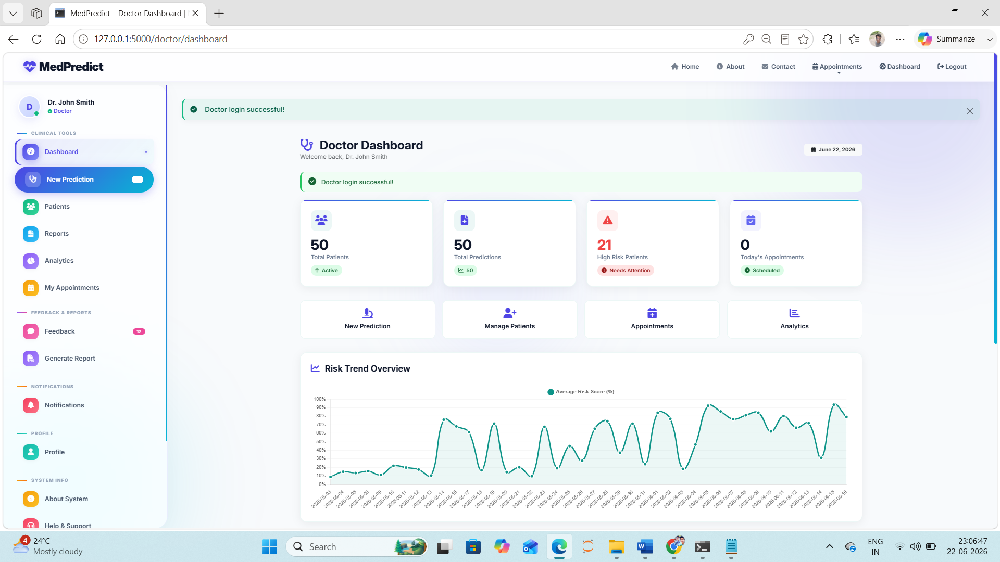 MedPredict – Doctor Dashboard |
127.0.0.1:5000/doctor/dashboard
Summarize
MedPredict
Home
About
Contact
Appointments
Dashboard
Logout
D
Dr. John Smith
Doctor
CLINICAL TOOLS
Dashboard
New Prediction
Patients
Reports
Analytics
My Appointments
FEEDBACK & REPORTS
Feedback
12
Generate Report
NOTIFICATIONS
Notifications
PROFILE
Profile
SYSTEM INFO
About System
Help & Support
Doctor login successful!
Doctor Dashboard
Welcome back, Dr. John Smith
June 22, 2026
Doctor login successful!
50
Total Patients
Active
50
Total Predictions
50
21
High Risk Patients
Needs Attention
0
Today's Appointments
Scheduled
New Prediction
Manage Patients
Appointments
Analytics
Risk Trend Overview
Average Risk Score (%)
100%
90%
80%
70%
60%
50%
40%
30%
20%
10%
0%
2025-05-03
2025-05-04
2025-05-05
2025-05-08
2025-05-09
2025-05-10
2025-05-11
2025-05-12
2025-05-13
2025-05-14
2025-05-15
2025-05-17
2025-05-18
2025-05-19
2025-05-20
2025-05-21
2025-05-22
2025-05-23
2025-05-24
2025-05-25
2025-05-26
2025-05-27
2025-05-28
2025-05-29
2025-05-30
2025-05-31
2025-06-01
2025-06-02
2025-06-03
2025-06-04
2025-06-05
2025-06-06
2025-06-07
2025-06-08
2025-06-09
2025-06-10
2025-06-11
2025-06-12
2025-06-13
2025-06-14
2025-06-15
2025-06-16
4
24°C
Mostly cloudy
Search
ENG
IN
23:06:47
22-06-2026